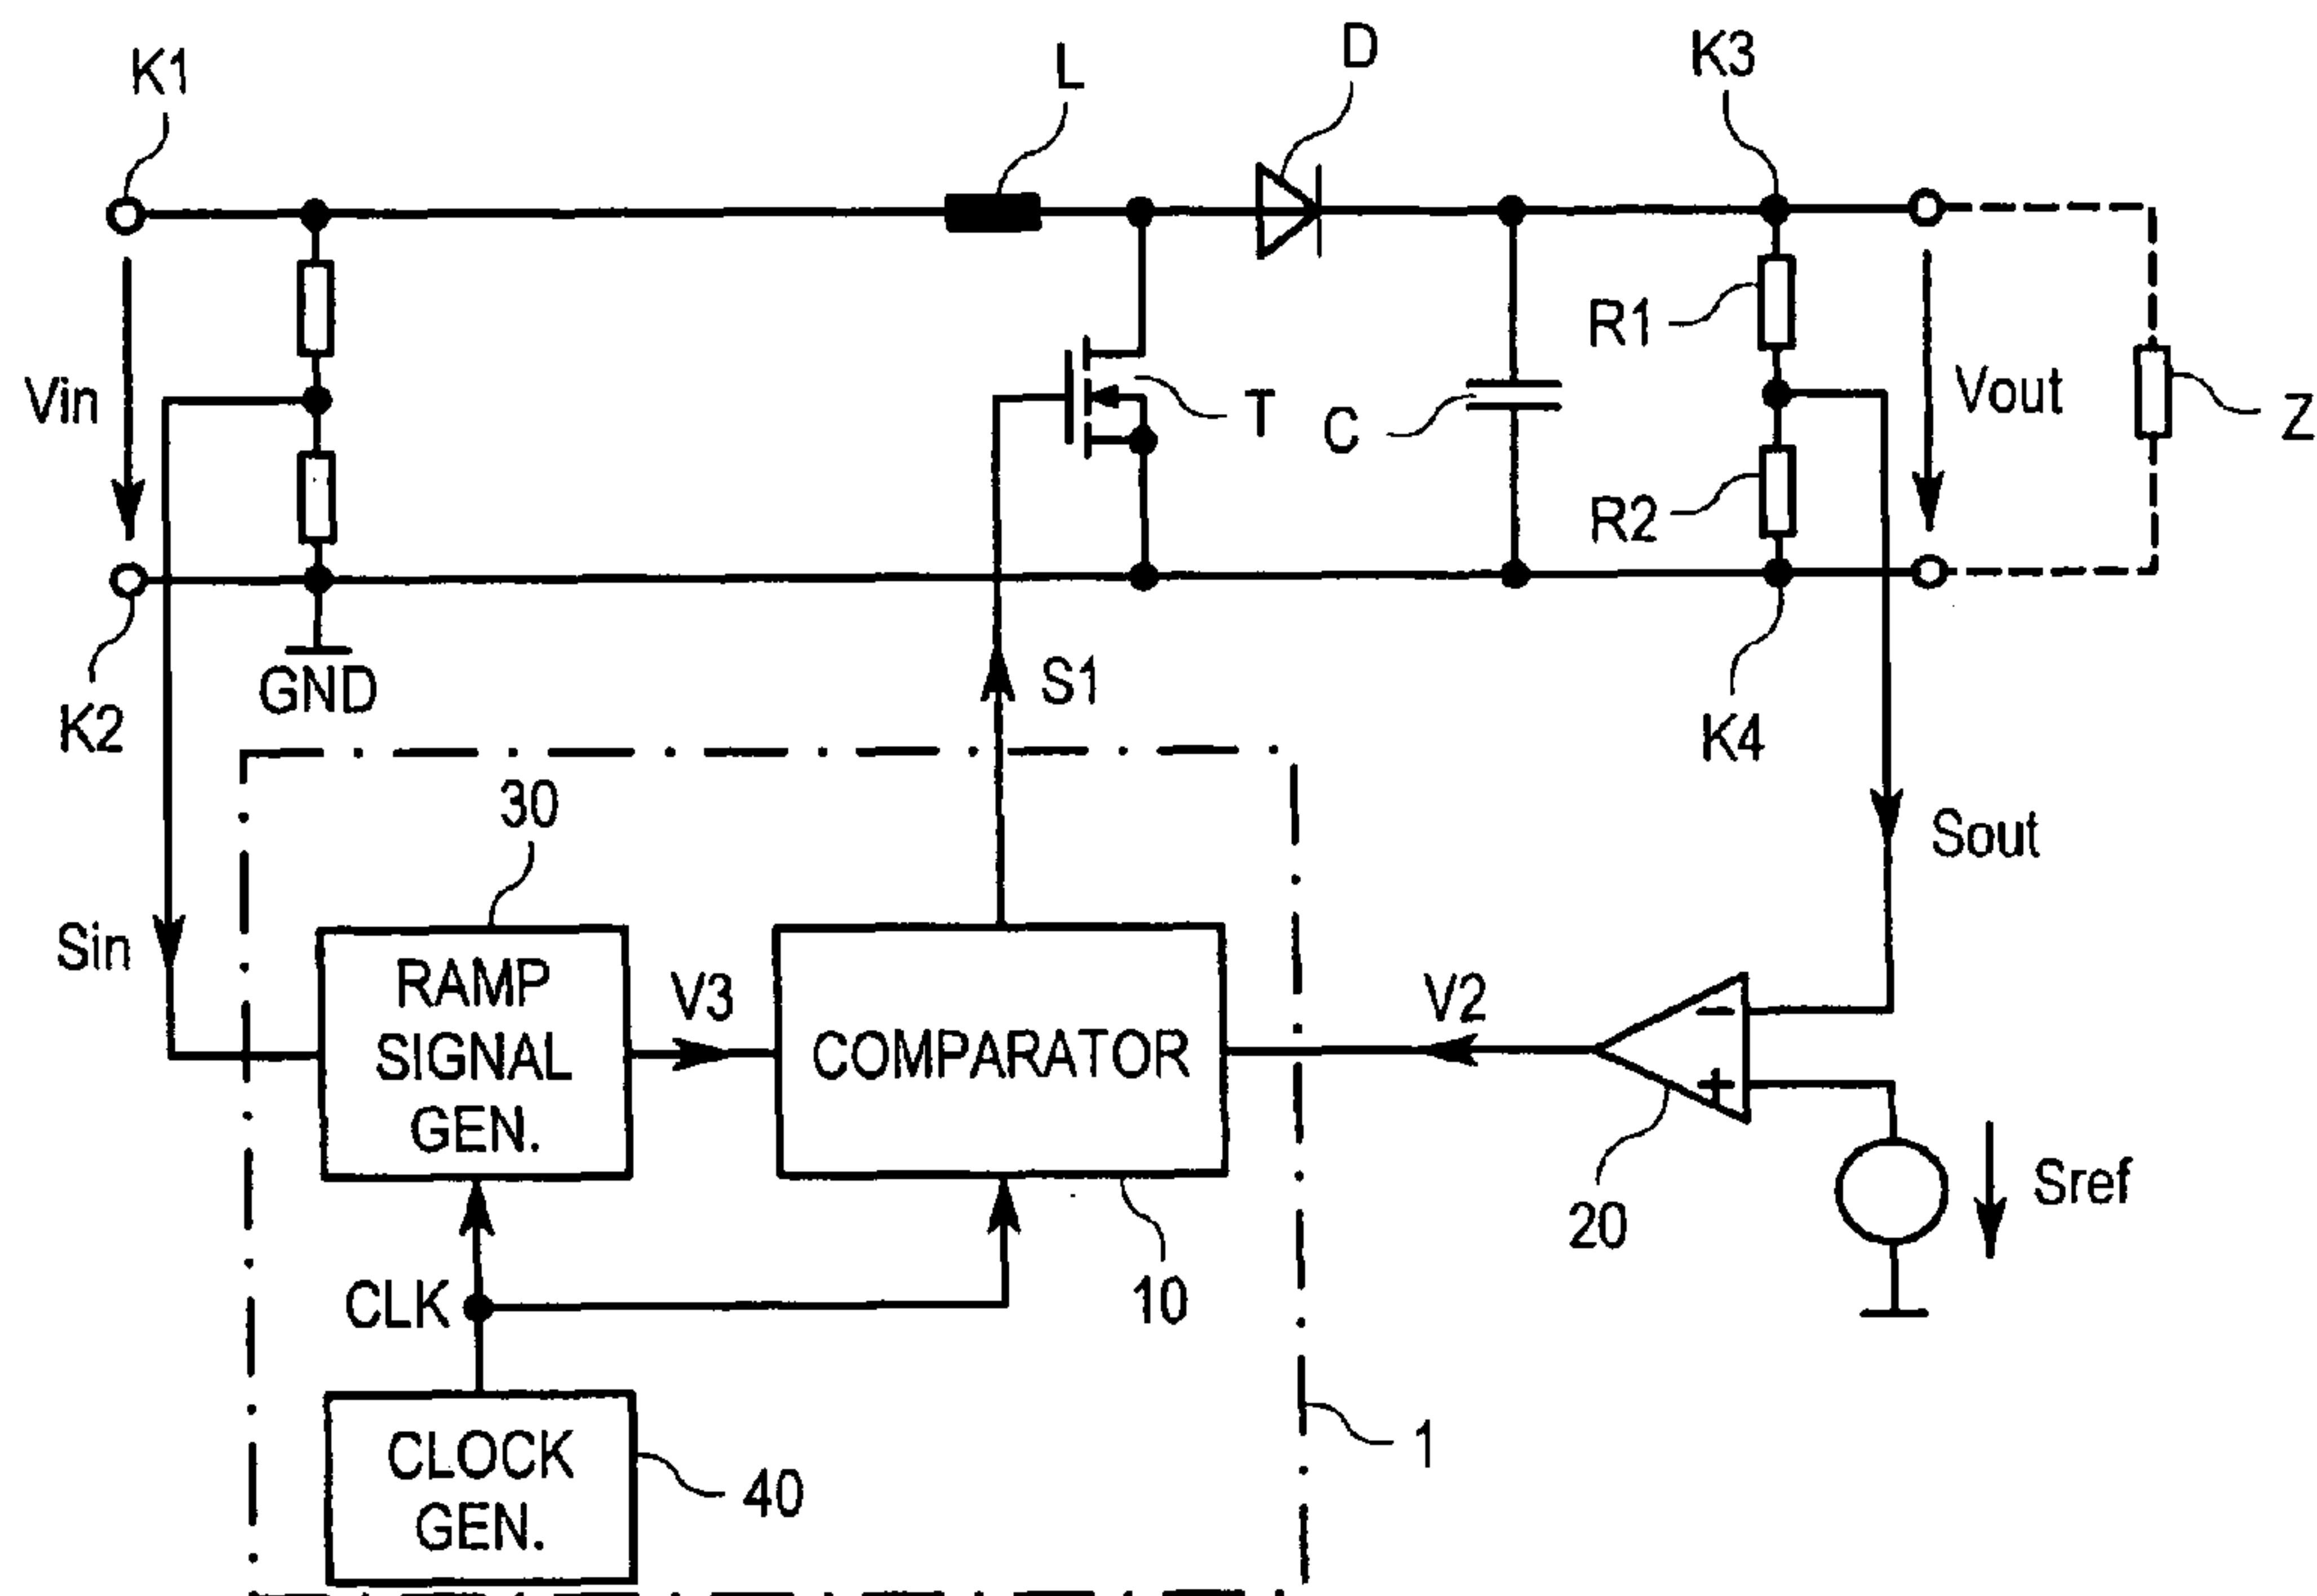 K1
L
D
K3
Vin
R1
Vout
T
C
Z
R2
GND
S1
K2
K4
30
Sout
Sin
RAMP
SIGNAL
GEN.
V3
COMPARATOR
V2
-
+
20
Sref
CLK
10
CLOCK
GEN.
40
1